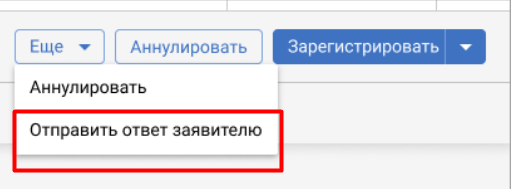 Еще Аннулировать Зарегистрировать
Аннулировать
Отправить ответ заявителю